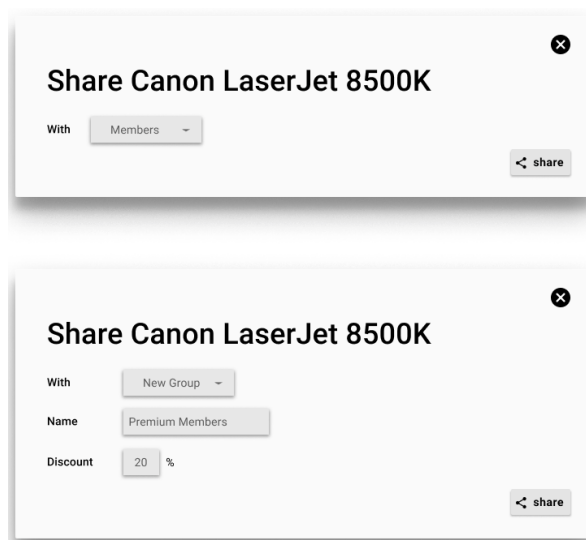 Share Canon LaserJet 8500K
With Members
share
Share Canon LaserJet 8500K
With New Group
Name Premium Members
Discount 20 %
share